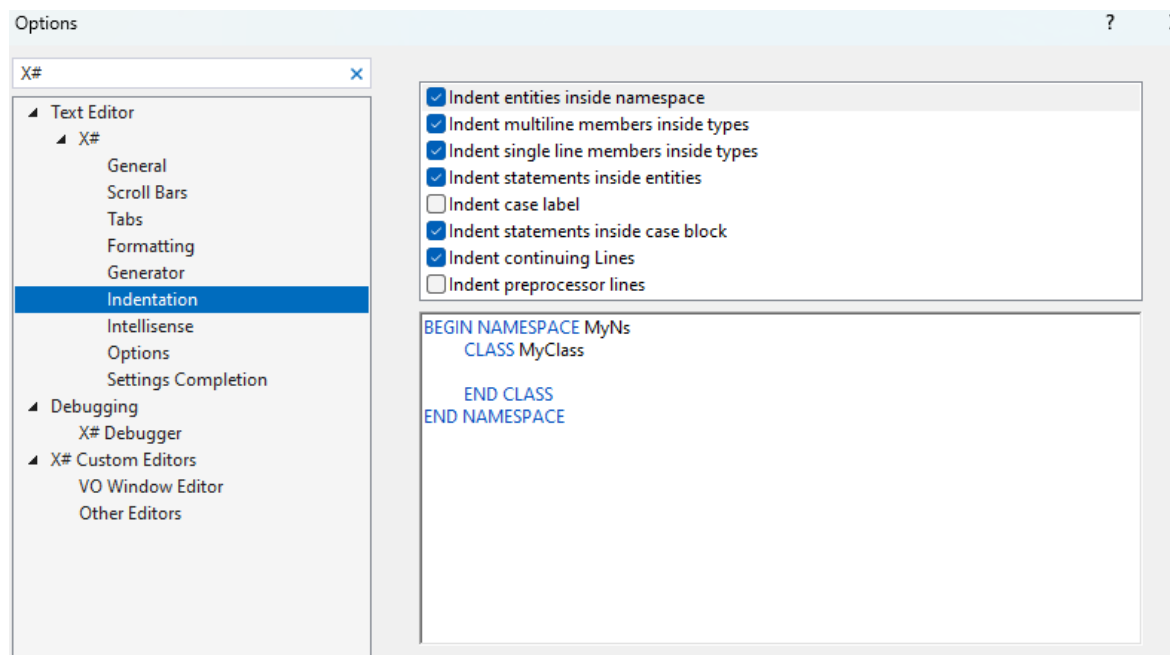 Options
?
X#
Text Editor
X#
General
Scroll Bars
Tabs
Formatting
Generator
Indentation
Intellisense
Options
Settings Completion
Debugging
X# Debugger
X# Custom Editors
VO Window Editor
Other Editors
Indent entities inside namespace
Indent multiline members inside types
Indent single line members inside types
Indent statements inside entities
Indent case label
Indent statements inside case block
Indent continuing Lines
Indent preprocessor lines
BEGIN NAMESPACE MyNs
CLASS MyClass
END CLASS
END NAMESPACE